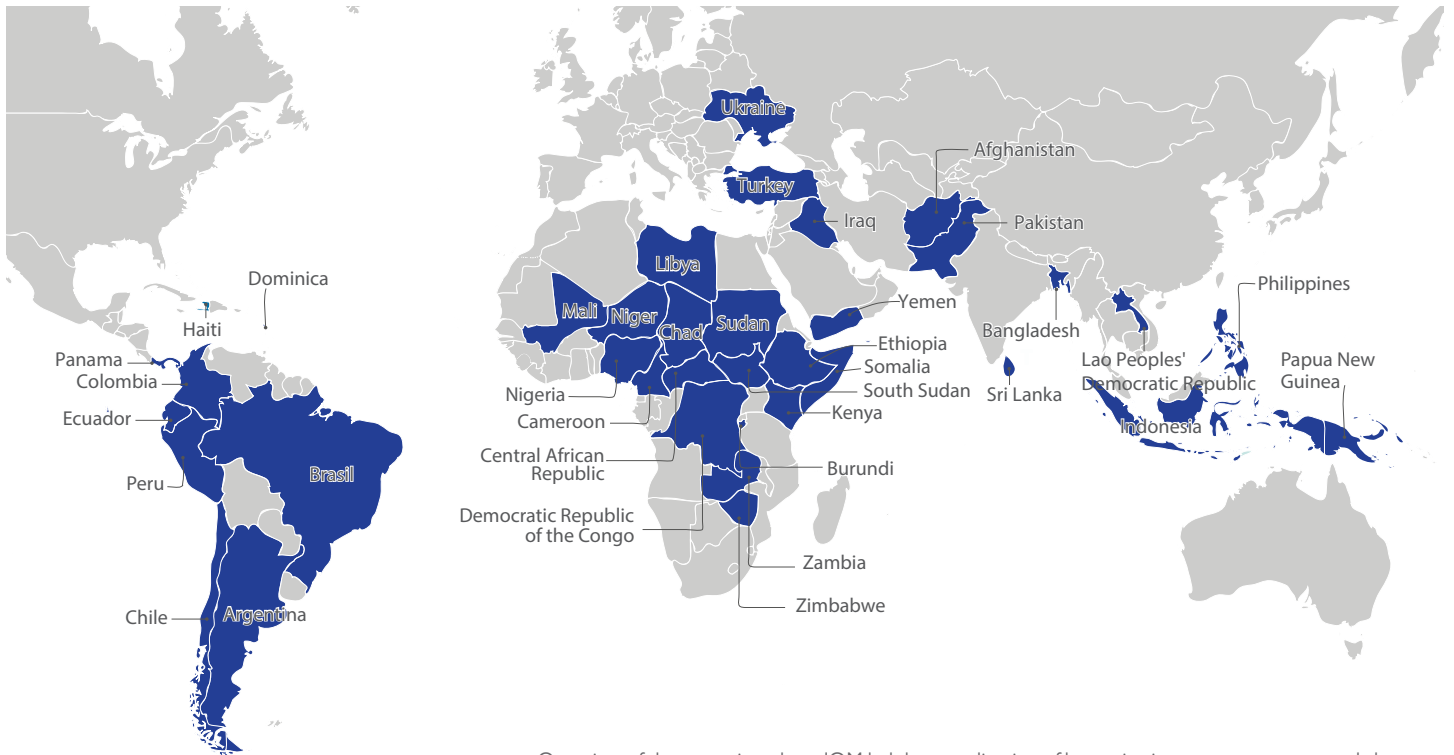 Ukraine
Afghanistan
Turkey
Iraq
Pakistan
Libya
Dominica
Philippines
Mali
Niger
Chad
Sudan
Yemen
Haiti
Bangladesh
Ethiopia
Panama
Lao Peoples'
Democratic Republic
Papua New
Guinea
Somalia
Colombia
South Sudan
Sri Lanka
Nigeria
Kenya
Ecuador
Cameroon
Indonesia
Central African
Republic
Burundi
Brasil
Peru
Democratic Republic
of the Congo
Zambia
Zimbabwe
Chile
Argentina